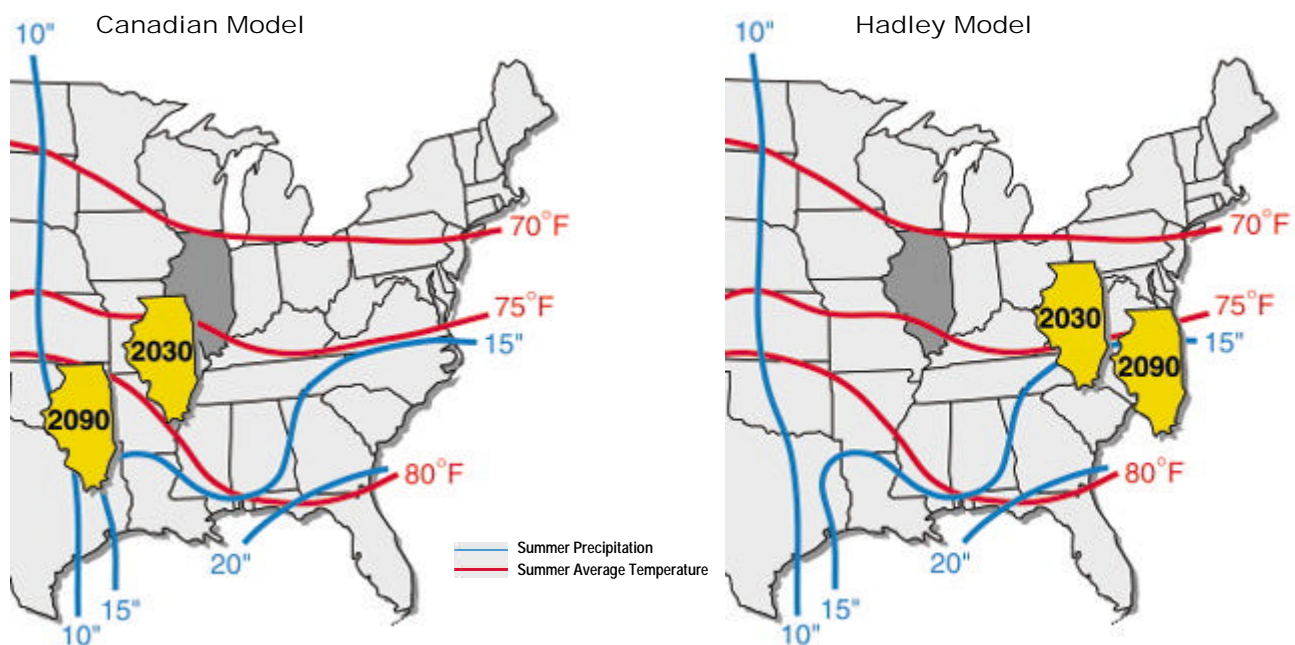 Canadian Model
10"
70°F
75°F
15"
2030
2090
80°F
20"
15"
10"
Summer Precipitation
Summer Average Temperature
Hadley Model
10"
70°F
75°F
15"
2030
2090
80°F
20"
15"
10"